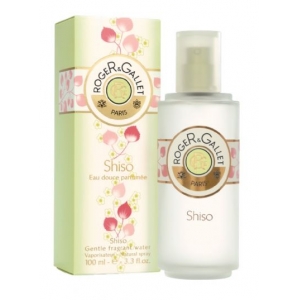 ROGER & GALLET
PARIS
Shiso
Eau douce parfumée
Shiso
Gentle fragrant water
100 ml - e - 3.3 fl.oz
ROGER & GALLET
PARIS
Shiso